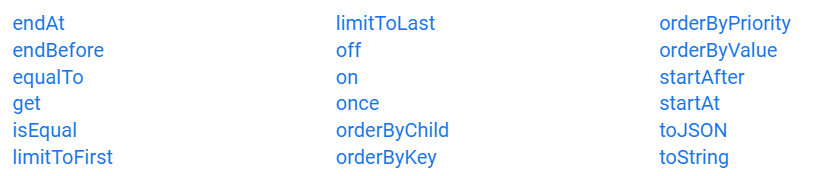 endAt
endBefore
equalTo
get
isEqual
limitToFirst
limitToLast
off
on
once
orderByChild
orderByKey
orderByPriority
orderByValue
startAfter
startAt
toJSON
toString